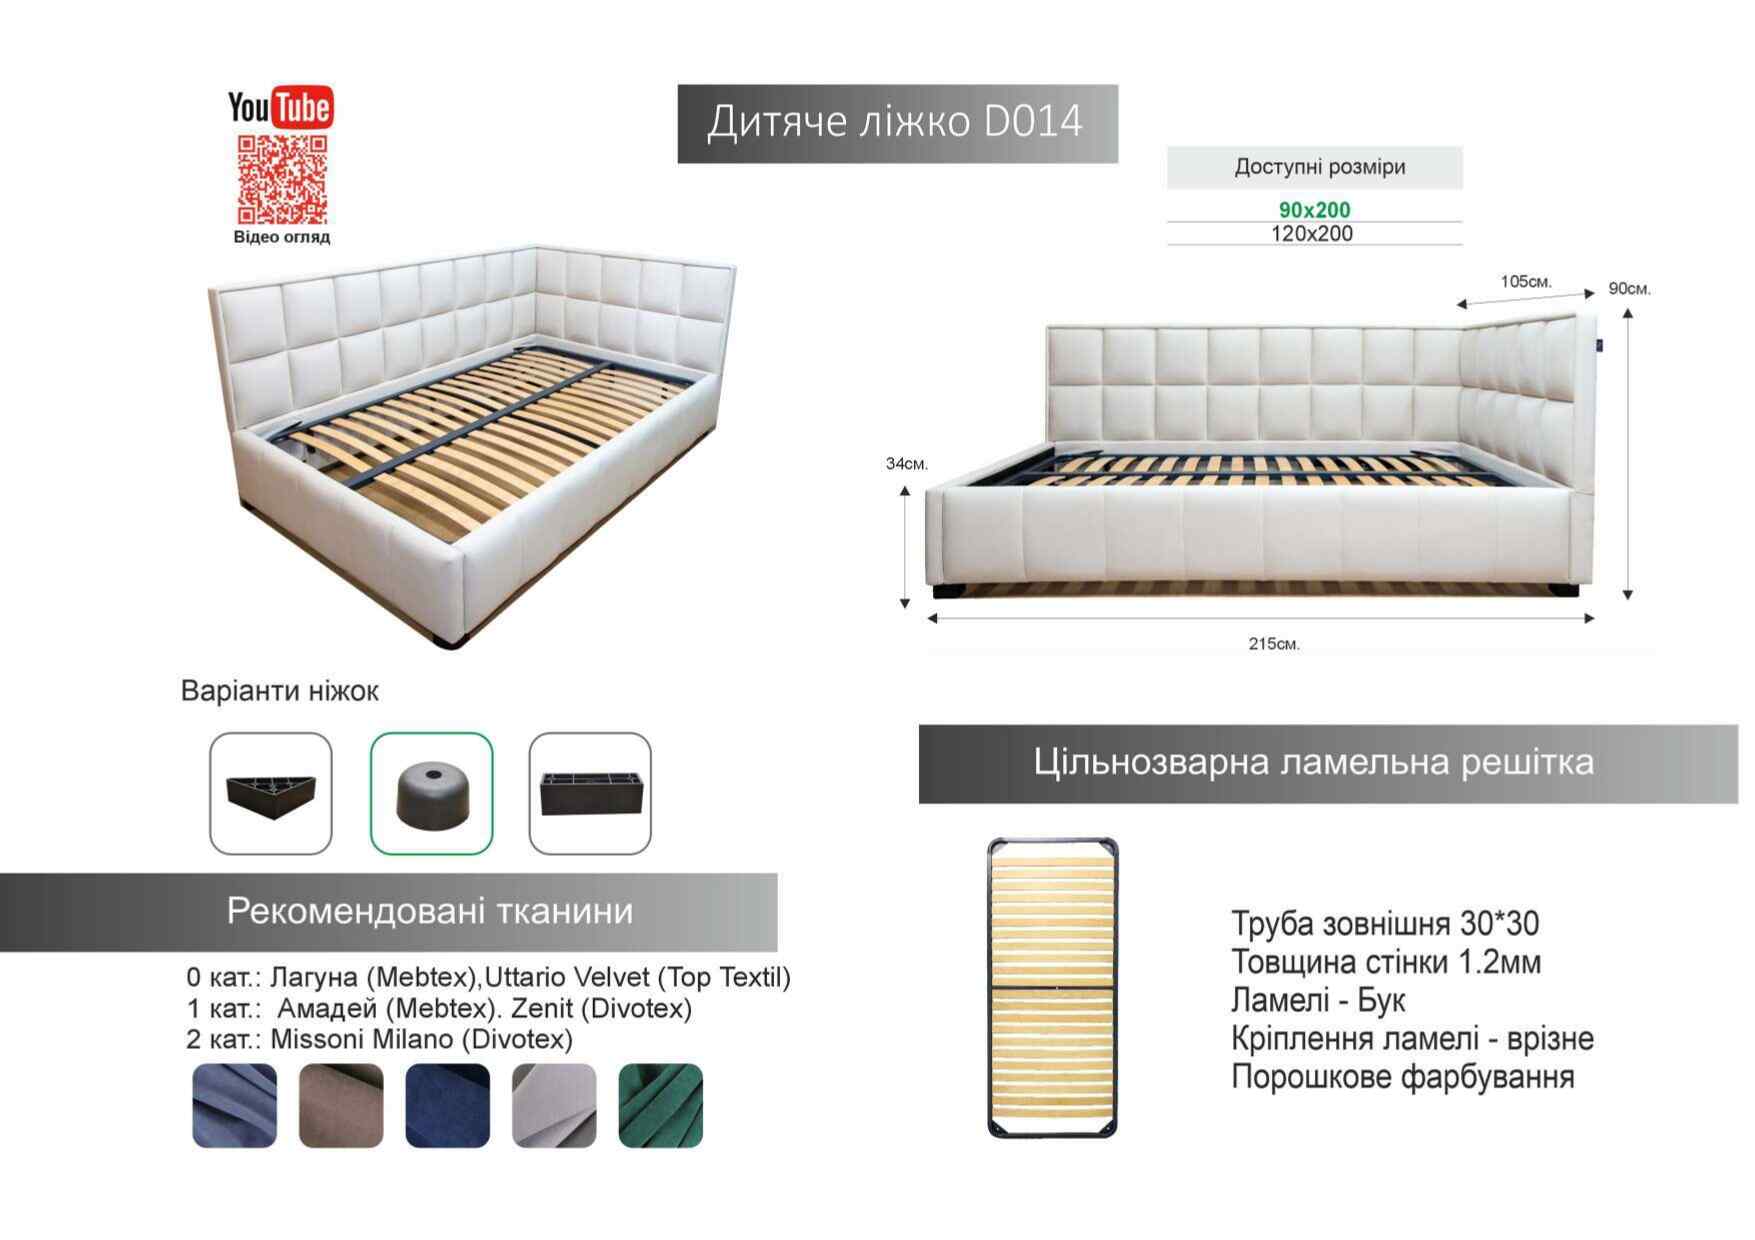 YouTube
Відео огляд
Дитяче ліжко D014
Доступні розміри
90x200
120x200
105см.
90см.
34см.
215см.
Варіанти ніжок
Цільнозварна ламельна решітка
Рекомендовані тканини
0 кат.: Лагуна (Mebtex),Uttario Velvet (Top Textil)
1 кат.: Амадей (Mebtex). Zenit (Divotex)
2 кат.: Missoni Milano (Divotex)
Труба зовнішня 30*30
Товщина стінки 1.2мм
Ламелі - Бук
Кріплення ламелі - врізне
Порошкове фарбування